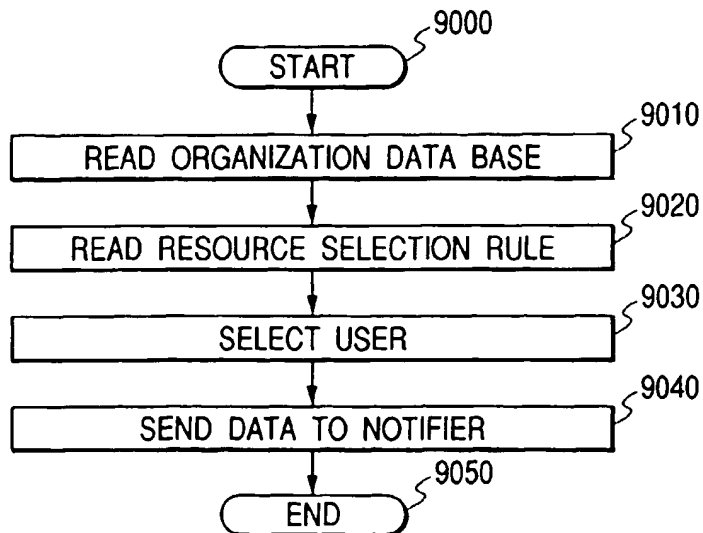 9000
START
9010
READ ORGANIZATION DATA BASE
9020
READ RESOURCE SELECTION RULE
9030
SELECT USER
9040
SEND DATA TO NOTIFIER
9050
END